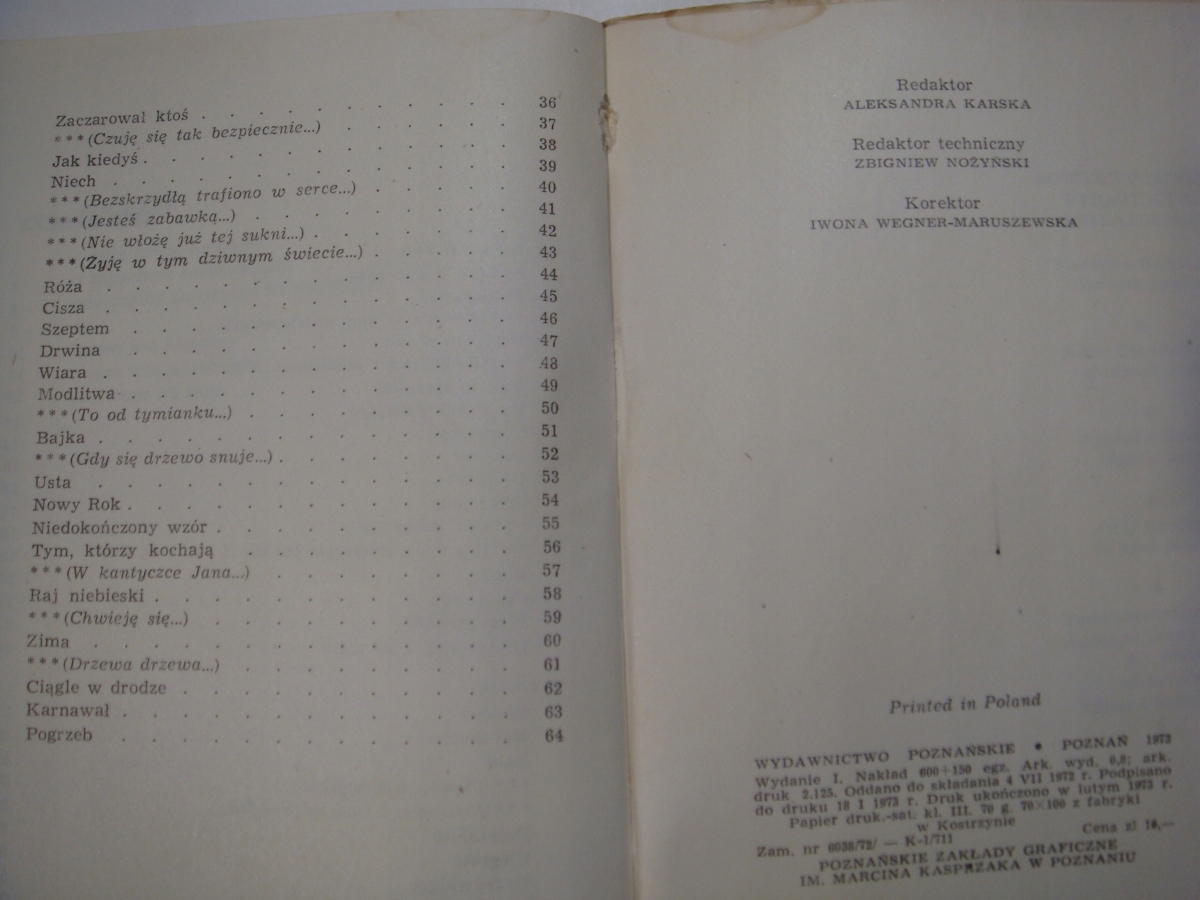 Zaczarował ktoś . . . . . . . . . . . 36
***(Czuję się tak bezpiecznie...) . . . . . . 37
Jak kiedyś . . . . . . . . . . . . . 38
Niech . . . . . . . . . . . . . . 39
***(Bezskrzydłą trafiono w serce...) . . . . . 40
***(Jesteś zabawką...) . . . . . . . . . 41
***(Nie włożę już tej sukni...) . . . . . . . 42
***(Żyję w tym dziwnym świecie...) . . . . . 43
Róża . . . . . . . . . . . . . . 44
Cisza . . . . . . . . . . . . . . 45
Szeptem . . . . . . . . . . . . . 46
Drwina . . . . . . . . . . . . . 47
Wiara . . . . . . . . . . . . . . 48
Modlitwa . . . . . . . . . . . . . 49
***(To od tymianku...) . . . . . . . . . 50
Bajka . . . . . . . . . . . . . . 51
***(Gdy się drzewo snuje...) . . . . . . . . 52
Usta . . . . . . . . . . . . . . 53
Nowy Rok . . . . . . . . . . . . . 54
Niedokończony wzór . . . . . . . . . . 55
Tym, którzy kochają . . . . . . . . . 56
***(W kantyczce Jana...) . . . . . . . . 57
Raj niebieski . . . . . . . . . . . . 58
***(Chwieję się...) . . . . . . . . . . 59
Zima . . . . . . . . . . . . . . 60
***(Drzewa drzewa...) . . . . . . . . . 61
Ciągle w drodze . . . . . . . . . . . 62
Karnawał . . . . . . . . . . . . . 63
Pogrzeb . . . . . . . . . . . . . 64
Redaktor
ALEKSANDRA KARSKA
Redaktor techniczny
ZBIGNIEW NOŻYŃSKI
Korektor
IWONA WEGNER-MARUSZEWSKA
Printed in Poland
WYDAWNICTWO POZNAŃSKIE • POZNAŃ 1973
Wydanie I. Nakład 600+150 egz. Ark. wyd. 0,8; ark.
druk 2.125. Oddano do składania 4 VII 1972 r. Podpisano
do druku 18 I 1973 r. Druk ukończono w lutym 1973 r.
Papier druk.-sat. kl. III. 70 g. 70×100 z fabryki
w Kostrzynie
Zam. nr 6038/72/ — K-1/711 Cena zł 10,—
POZNAŃSKIE ZAKŁADY GRAFICZNE
IM. MARCINA KASPRZAKA W POZNANIU